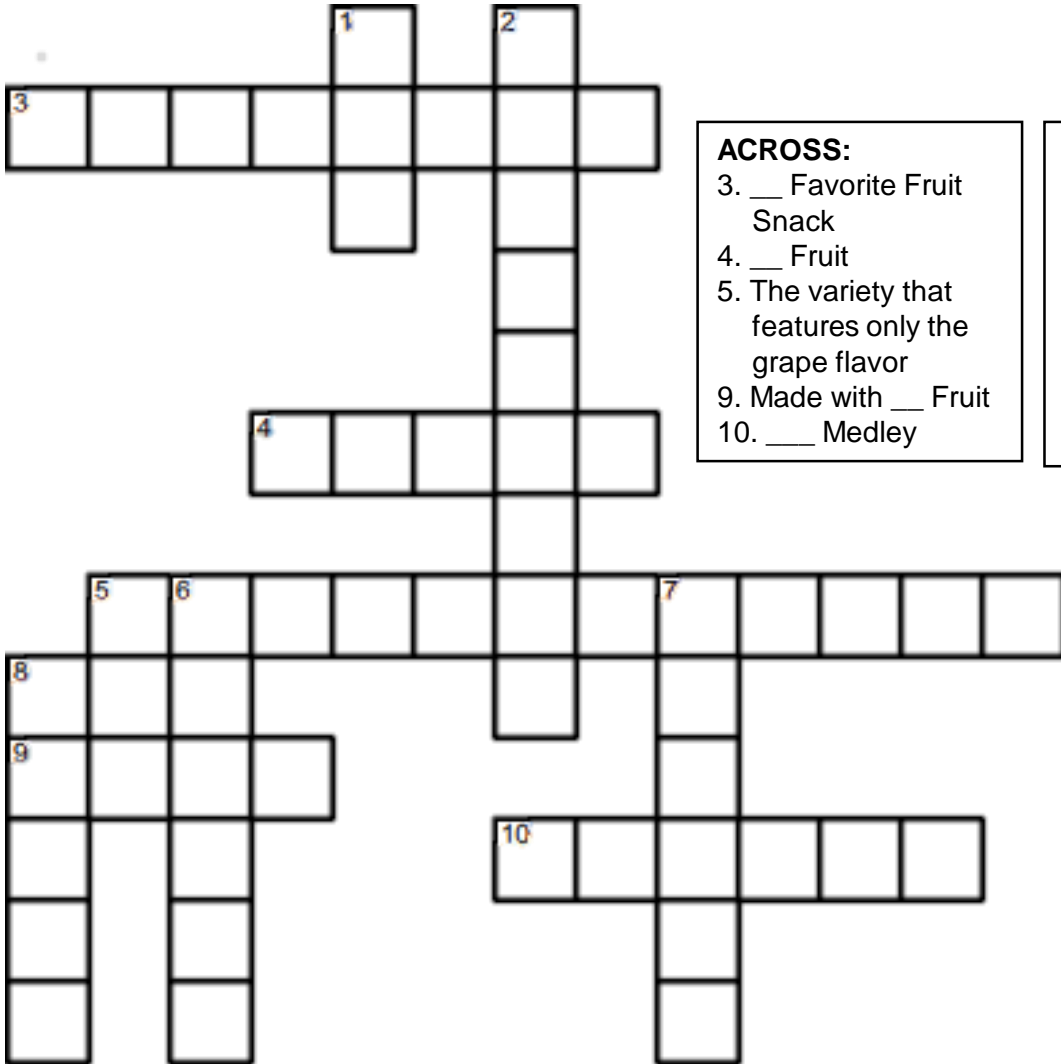 1
2
3
ACROSS:
3. __ Favorite Fruit
Snack
4. __ Fruit
5. The variety that
features only the
grape flavor
9. Made with __ Fruit
10. ___ Medley
4
5
6
7
8
9
10